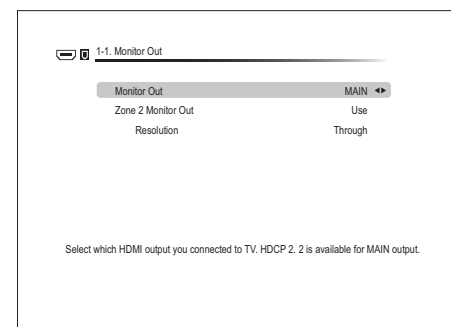 1-1. Monitor Out
Monitor Out MAIN
Zone 2 Monitor Out Use
Resolution Through
Select which HDMI output you connected to TV. HDCP 2. 2 is available for MAIN output.